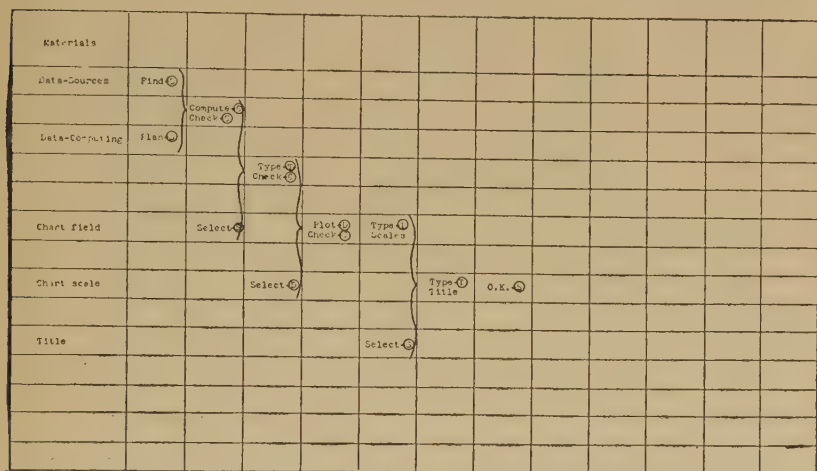 Materials
Data-Sources Find
Compute
Check
Data-Computing Plan
Type
Check
Chart field Select Plot Type
Check Scales
Chart scale Select Type O.K.
Title
Title Select